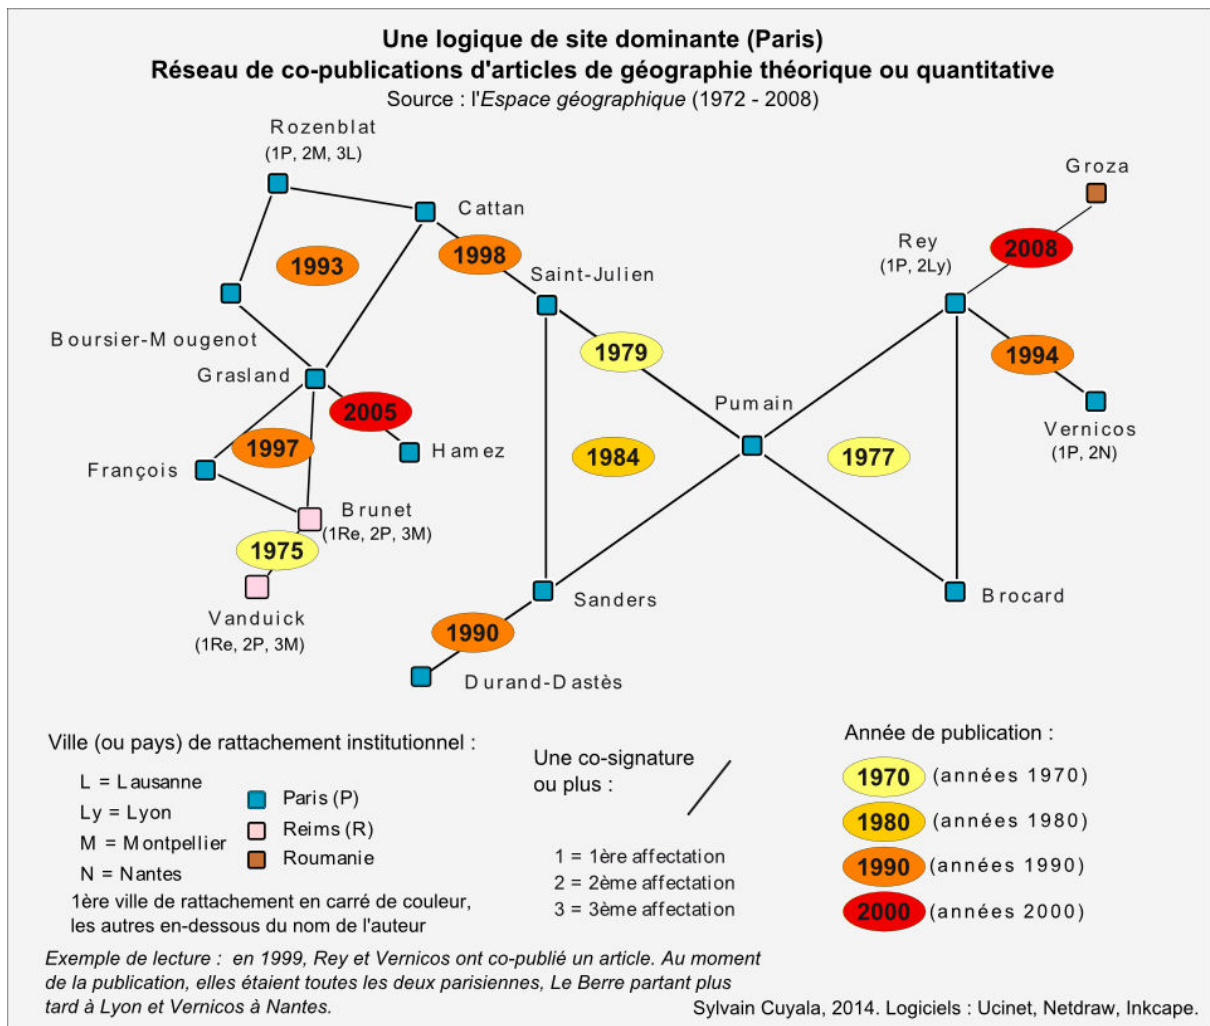 Une logique de site dominante (Paris)
Réseau de co-publications d'articles de géographie théorique ou quantitative
Source : l'Espace géographique (1972 - 2008)
Rozenblat
(1P, 2M, 3L)
Groza
Cattan
Rey
(1P, 2Ly)
2008
1998
1993
Saint-Julien
Boursier-Mougenot
1979
1994
Grasland
2005
Pumain
Vernicos
(1P, 2N)
1997
Hamez
1984
1977
François
Brunet
(1Re, 2P, 3M)
1975
Vanduick
(1Re, 2P, 3M)
Sanders
Brocard
1990
Durand-Dastès
Ville (ou pays) de rattachement institutionnel :
L = Lausanne
Ly = Lyon
M = Montpellier
N = Nantes
Paris (P)
Reims (R)
Roumanie
1ère ville de rattachement en carré de couleur,
les autres en-dessous du nom de l'auteur
Une co-signature
ou plus :
1 = 1ère affectation
2 = 2ème affectation
3 = 3ème affectation
Année de publication :
1970 (années 1970)
1980 (années 1980)
1990 (années 1990)
2000 (années 2000)
Exemple de lecture : en 1999, Rey et Vernicos ont co-publié un article. Au moment
de la publication, elles étaient toutes les deux parisiennes, Le Berre partant plus
tard à Lyon et Vernicos à Nantes.
Sylvain Cuyala, 2014. Logiciels : Ucinet, Netdraw, Inkcape.